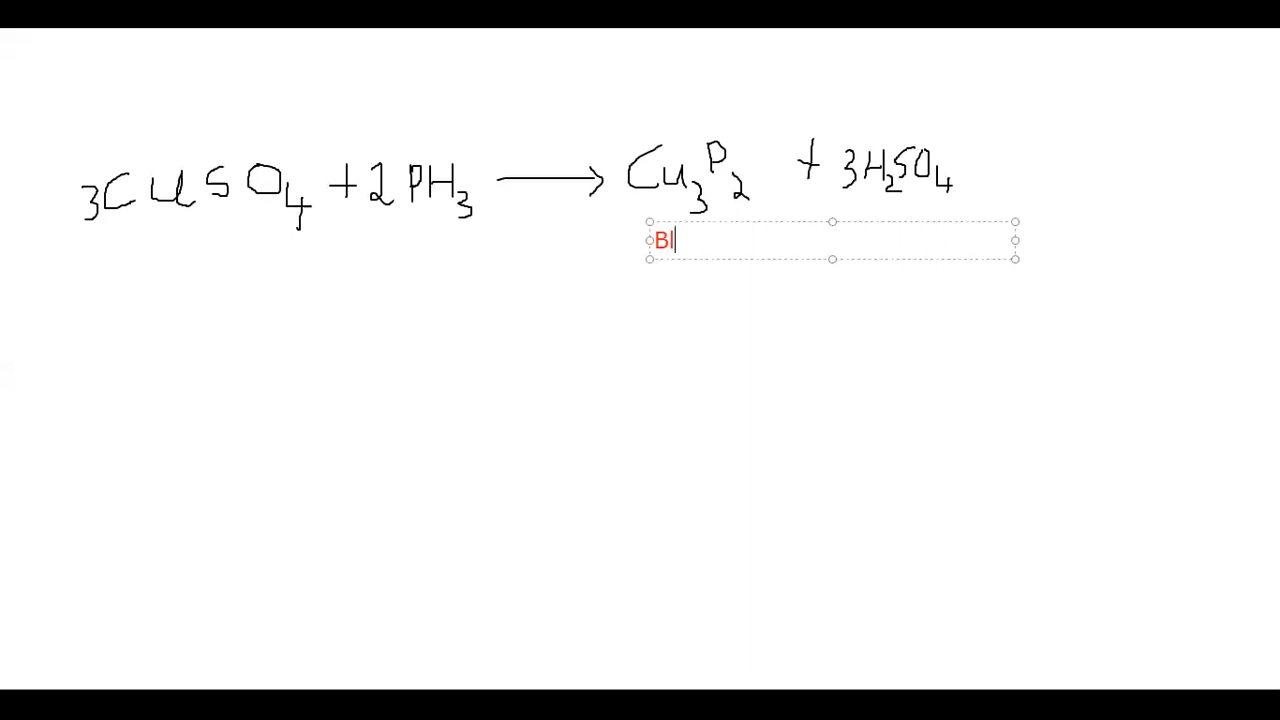 3CuSO₄ + 2PH₃ ⟶ Cu₃P₂ + 3H₂SO₄
Bl